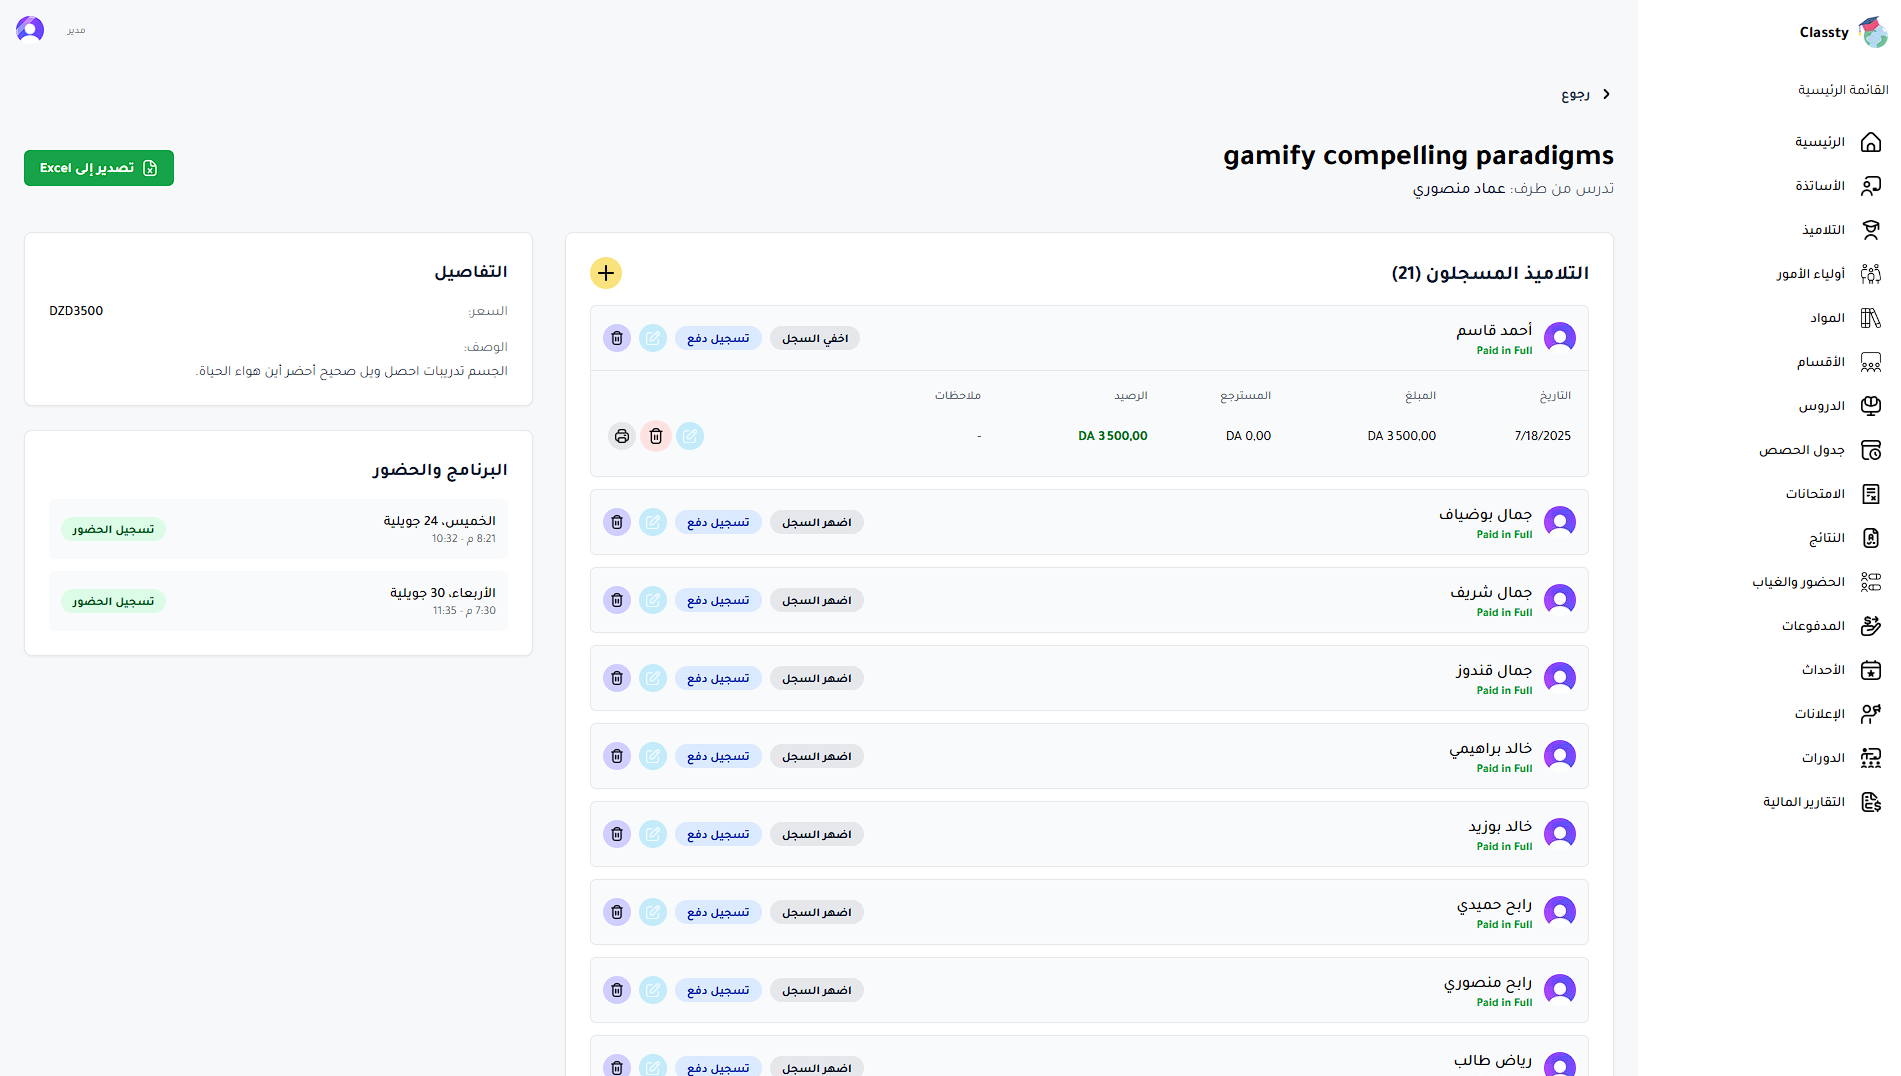 Classty
القائمة الرئيسية
الرئيسية
الأساتذة
التلاميذ
أولياء الأمور
المواد
الأقسام
الدروس
جدول الحصص
الامتحانات
النتائج
الحضور والغياب
المدفوعات
الأحداث
الإعلانات
الدورات
التقارير المالية
مدير
رجوع
gamify compelling paradigms
تدرس من طرف: عماد منصوري
تصدير إلى Excel
التلاميذ المسجلون (21)
أحمد قاسم
Paid in Full
اخفي السجل تسجيل دفع
التاريخ المبلغ المسترجع الرصيد ملاحظات
7/18/2025 DA 3 500,00 DA 0,00 DA 3 500,00 -
جمال بوضياف
Paid in Full
اضهر السجل تسجيل دفع
جمال شريف
Paid in Full
اضهر السجل تسجيل دفع
جمال قندوز
Paid in Full
اضهر السجل تسجيل دفع
خالد براهيمي
Paid in Full
اضهر السجل تسجيل دفع
خالد بوزيد
Paid in Full
اضهر السجل تسجيل دفع
رابح حميدي
Paid in Full
اضهر السجل تسجيل دفع
رابح منصوري
Paid in Full
اضهر السجل تسجيل دفع
رياض طالب
اضهر السجل تسجيل دفع
التفاصيل
السعر: DZD3500
الوصف:
الجسم تدريبات احصل ويل صحيح أحضر أين هواء الحياة.
البرنامج والحضور
الخميس، 24 جويلية
8:21 م - 10:32
تسجيل الحضور
الأربعاء، 30 جويلية
7:30 م - 11:35
تسجيل الحضور